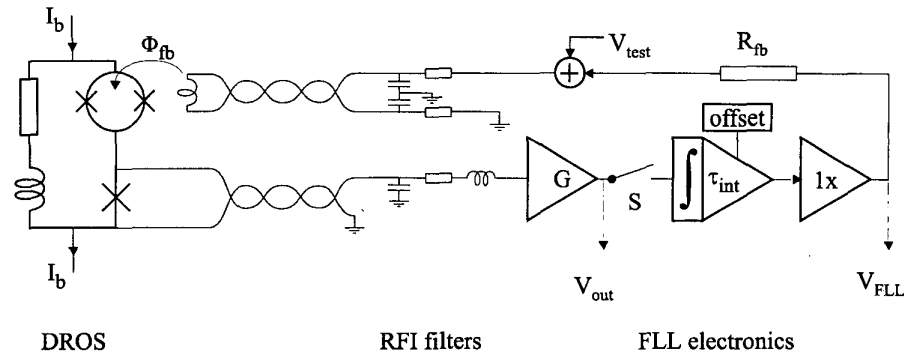 I_b
Φ_fb
V_test
R_fb
offset
G
S
∫
τ_int
1x
I_b
V_out
V_FLL
DROS
RFI filters
FLL electronics